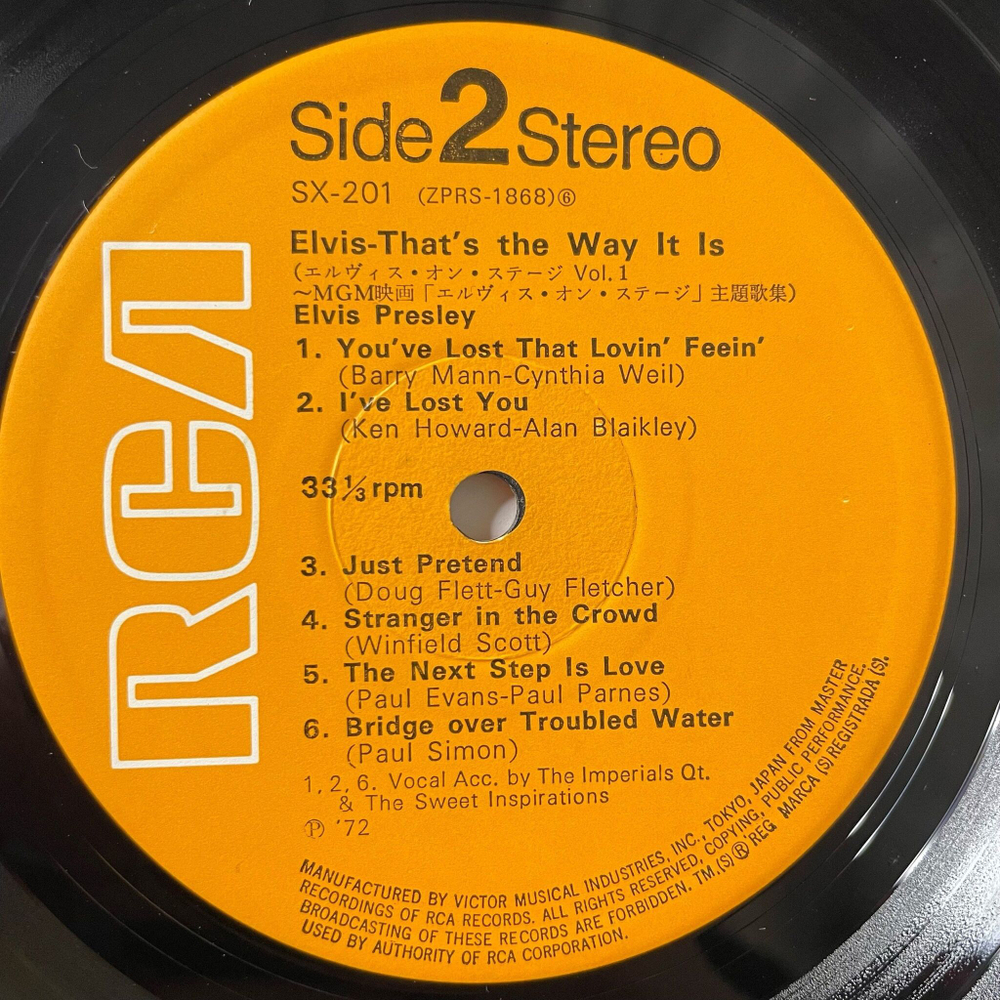 Side 2 Stereo
SX-201 (ZPRS-1868)⑥
Elvis-That's the Way It Is
(エルヴィス・オン・ステージ Vol.1
～MGM映画「エルヴィス・オン・ステージ」主題歌集)
Elvis Presley
1. You've Lost That Lovin' Feein'
(Barry Mann-Cynthia Weil)
2. I've Lost You
(Ken Howard-Alan Blaikley)
33⅓ rpm
3. Just Pretend
(Doug Flett-Guy Fletcher)
4. Stranger in the Crowd
(Winfield Scott)
5. The Next Step Is Love
(Paul Evans-Paul Parnes)
6. Bridge over Troubled Water
(Paul Simon)
1, 2, 6. Vocal Acc. by The Imperials Qt.
& The Sweet Inspirations
Ⓟ '72
RCA
MANUFACTURED BY VICTOR MUSICAL INDUSTRIES, INC., TOKYO, JAPAN FROM MASTER
RECORDINGS OF RCA RECORDS. ALL RIGHTS RESERVED, COPYING, PUBLIC PERFORMANCE.
BROADCASTING OF THESE RECORDS ARE FORBIDDEN. TM.(S) ® REG MARCA (S) REGISTRADA (S).
USED BY AUTHORITY OF RCA CORPORATION.